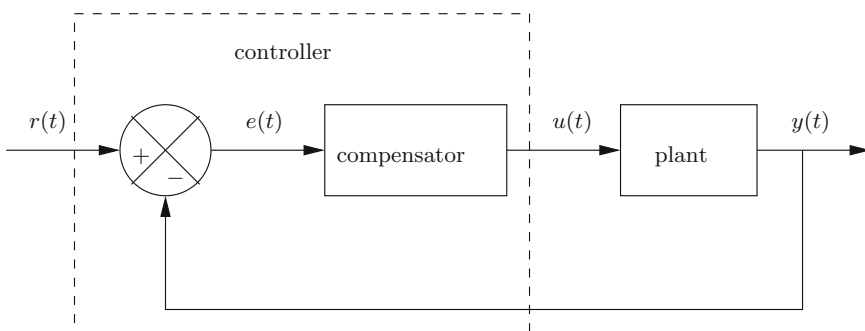 controller
r(t)
e(t)
u(t)
y(t)
+
−
compensator
plant